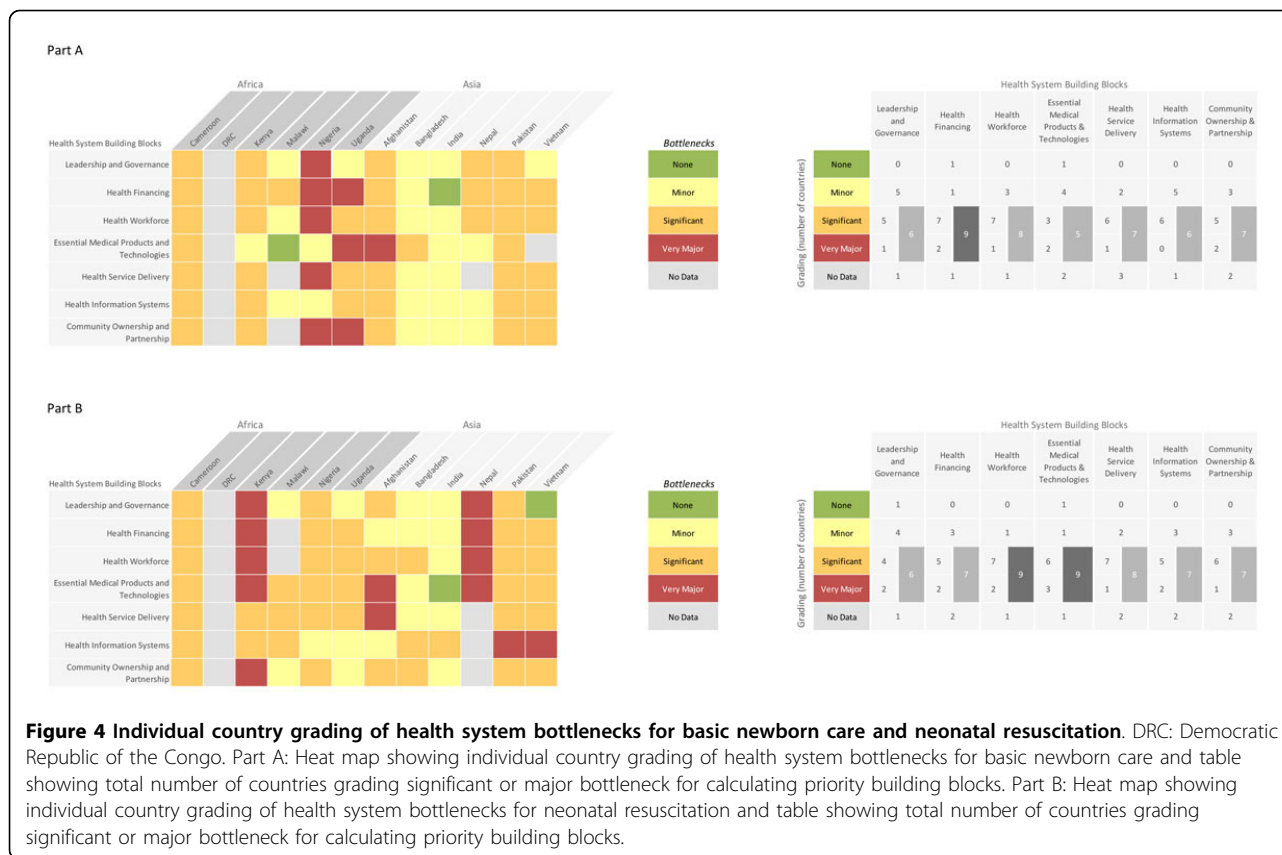 Part A
Africa
Asia
Health System Building Blocks
Cameroon
DRC
Kenya
Malawi
Nigeria
Uganda
Afghanistan
Bangladesh
India
Nepal
Pakistan
Vietnam
Leadership and Governance
Health Financing
Health Workforce
Essential Medical Products and
Technologies
Health Service Delivery
Health Information Systems
Community Ownership and
Partnership
Bottlenecks
None
Minor
Significant
Very Major
No Data
Health System Building Blocks
Leadership
and
Governance
Health
Financing
Health
Workforce
Essential
Medical
Products &
Technologies
Health
Service
Delivery
Health
Information
Systems
Community
Ownership &
Partnership
Grading (number of countries)
None 0 1 0 1 0 0 0
Minor 5 1 3 4 2 5 3
Significant 5 7 7 3 6 6 5
6 9 8 5 7 6 7
Very Major 1 2 1 2 1 0 2
No Data 1 1 1 2 3 1 2
Part B
Africa
Asia
Health System Building Blocks
Cameroon
DRC
Kenya
Malawi
Nigeria
Uganda
Afghanistan
Bangladesh
India
Nepal
Pakistan
Vietnam
Leadership and Governance
Health Financing
Health Workforce
Essential Medical Products and
Technologies
Health Service Delivery
Health Information Systems
Community Ownership and
Partnership
Bottlenecks
None
Minor
Significant
Very Major
No Data
Health System Building Blocks
Leadership
and
Governance
Health
Financing
Health
Workforce
Essential
Medical
Products &
Technologies
Health
Service
Delivery
Health
Information
Systems
Community
Ownership &
Partnership
Grading (number of countries)
None 1 0 0 1 0 0 0
Minor 4 3 1 1 2 3 3
Significant 4 5 7 6 7 5 6
6 7 9 9 8 7 7
Very Major 2 2 2 3 1 2 1
No Data 1 2 1 1 2 2 2
Figure 4 Individual country grading of health system bottlenecks for basic newborn care and neonatal resuscitation. DRC: Democratic
Republic of the Congo. Part A: Heat map showing individual country grading of health system bottlenecks for basic newborn care and table
showing total number of countries grading significant or major bottleneck for calculating priority building blocks. Part B: Heat map showing
individual country grading of health system bottlenecks for neonatal resuscitation and table showing total number of countries grading
significant or major bottleneck for calculating priority building blocks.